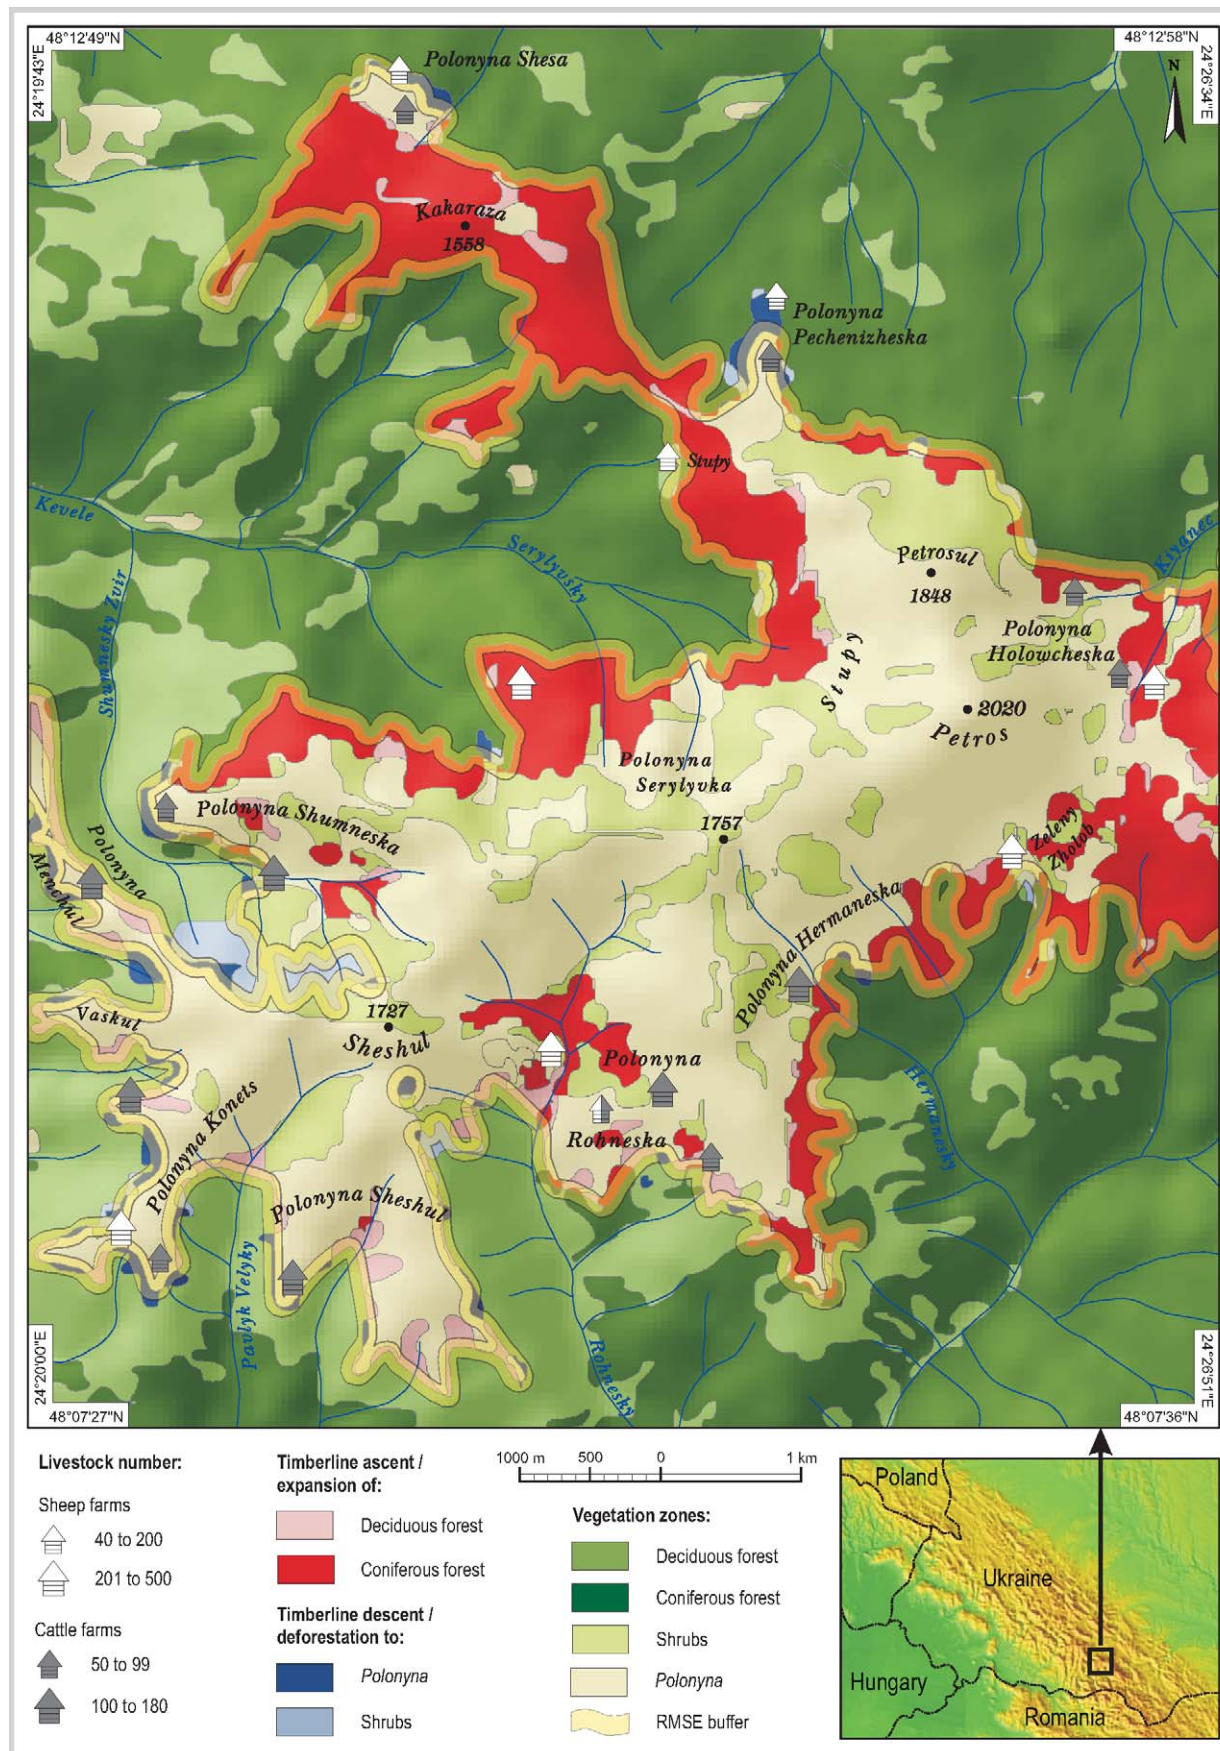 48°12'49"N
48°12'58"N
24°19'43"E
24°26'34"E
N
Polonyna Shesa
Kakaraza
1558
Polonyna
Pechenizheska
Stupy
Kevele
Serylyvsky
Shumnesky Zvir
Kiyanec
Petrosul
1848
Polonyna
Holowcheska
Stupy
2020
Petros
Polonyna
Serylyvka
Polonyna Shumneska
1757
Zeleny
Zholob
Polonyna
Menchul
Polonyna Hermaneska
Vaskul
1727
Sheshul
Polonyna
Rohneska
Hermanesky
Polonyna Konets
Polonyna Sheshul
Pavlyk Velyky
Rohnesky
24°20'00"E
24°26'51"E
48°07'27"N
48°07'36"N
Livestock number:
Sheep farms
40 to 200
201 to 500
Cattle farms
50 to 99
100 to 180
Timberline ascent /
expansion of:
Deciduous forest
Coniferous forest
Timberline descent /
deforestation to:
Polonyna
Shrubs
1000 m 500 0 1 km
Vegetation zones:
Deciduous forest
Coniferous forest
Shrubs
Polonyna
RMSE buffer
Poland
Ukraine
Hungary
Romania